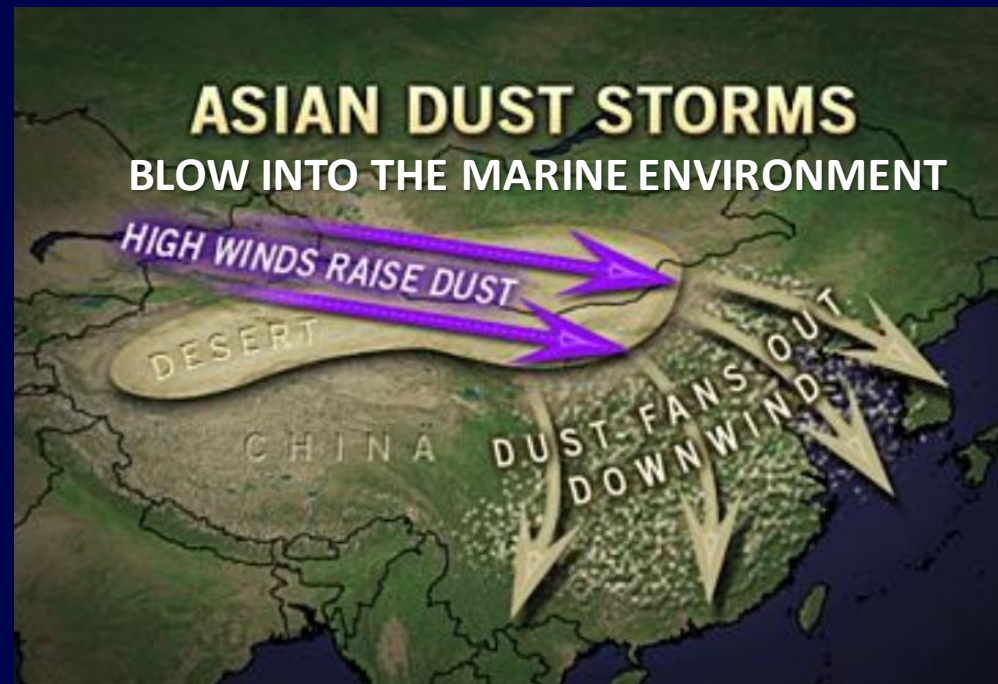 ASIAN DUST STORMS
BLOW INTO THE MARINE ENVIRONMENT
HIGH WINDS RAISE DUST
DESERT
CHINA
DUST FANS OUT
DOWNWIND